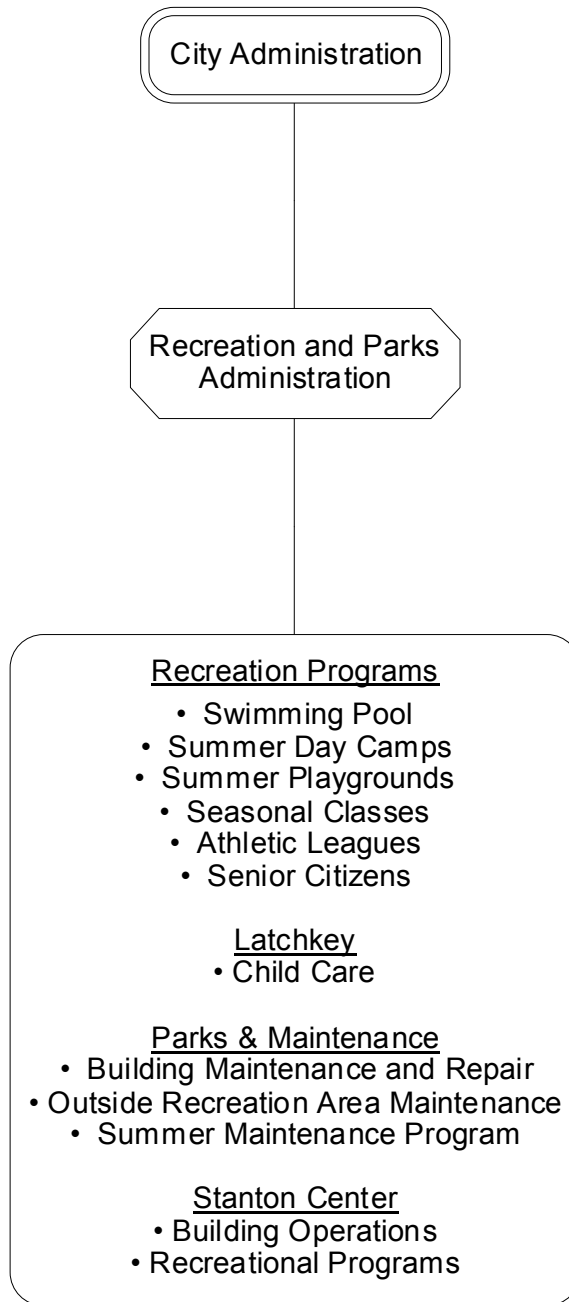 City Administration
Recreation and Parks
Administration
Recreation Programs
• Swimming Pool
• Summer Day Camps
• Summer Playgrounds
• Seasonal Classes
• Athletic Leagues
• Senior Citizens
Latchkey
• Child Care
Parks & Maintenance
• Building Maintenance and Repair
• Outside Recreation Area Maintenance
• Summer Maintenance Program
Stanton Center
• Building Operations
• Recreational Programs